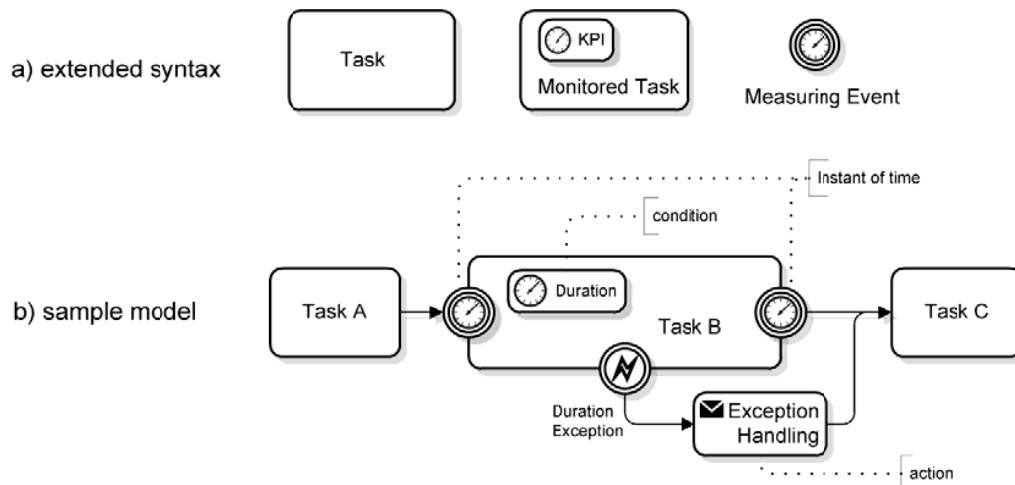 a) extended syntax
Task
KPI
Monitored Task
Measuring Event
Instant of time
condition
b) sample model
Task A
Duration
Task B
Task C
Duration
Exception
Exception
Handling
action